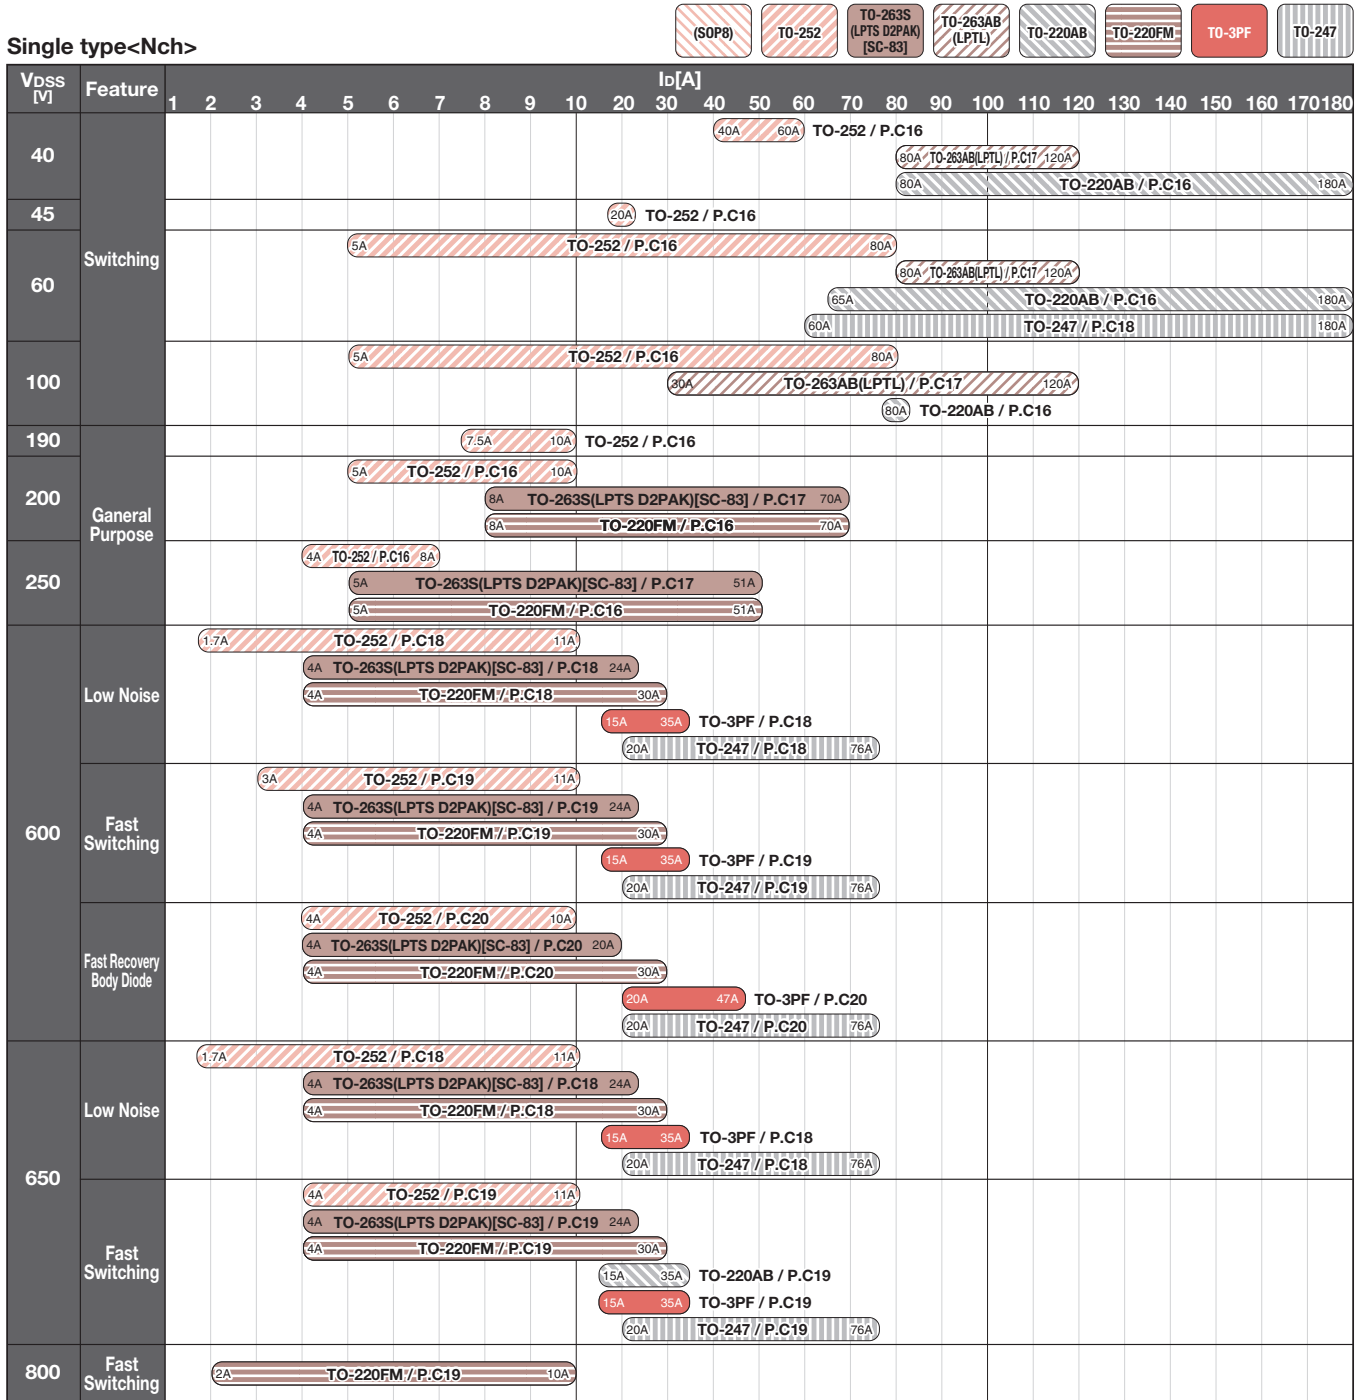 Single type<Nch>
(SOP8)
TO-252
TO-263S
(LPTS D2PAK)
[SC-83]
TO-263AB
(LPTL)
TO-220AB
TO-220FM
TO-3PF
TO-247
VDSS
[V]
Feature
ID[A]
1 2 3 4 5 6 7 8 9 10 20 30 40 50 60 70 80 90 100 110 120 130 140 150 160 170 180
Switching
40
40A 60A TO-252 / P.C16
80A TO-263AB(LPTL) / P.C17 120A
80A TO-220AB / P.C16 180A
45
20A TO-252 / P.C16
60
5A TO-252 / P.C16 80A
80A TO-263AB(LPTL) / P.C17 120A
65A TO-220AB / P.C16 180A
60A TO-247 / P.C18 180A
100
5A TO-252 / P.C16 80A
30A TO-263AB(LPTL) / P.C17 120A
80A TO-220AB / P.C16
Ganeral
Purpose
190
7.5A 10A TO-252 / P.C16
200
5A TO-252 / P.C16 10A
8A TO-263S(LPTS D2PAK)[SC-83] / P.C17 70A
8A TO-220FM / P.C16 70A
250
4A TO-252 / P.C16 8A
5A TO-263S(LPTS D2PAK)[SC-83] / P.C17 51A
5A TO-220FM / P.C16 51A
600
Low Noise
1.7A TO-252 / P.C18 11A
4A TO-263S(LPTS D2PAK)[SC-83] / P.C18 24A
4A TO-220FM / P.C18 30A
15A 35A TO-3PF / P.C18
20A TO-247 / P.C18 76A
Fast
Switching
3A TO-252 / P.C19 11A
4A TO-263S(LPTS D2PAK)[SC-83] / P.C19 24A
4A TO-220FM / P.C19 30A
15A 35A TO-3PF / P.C19
20A TO-247 / P.C19 76A
Fast Recovery
Body Diode
4A TO-252 / P.C20 10A
4A TO-263S(LPTS D2PAK)[SC-83] / P.C20 20A
4A TO-220FM / P.C20 30A
20A 47A TO-3PF / P.C20
20A TO-247 / P.C20 76A
650
Low Noise
1.7A TO-252 / P.C18 11A
4A TO-263S(LPTS D2PAK)[SC-83] / P.C18 24A
4A TO-220FM / P.C18 30A
15A 35A TO-3PF / P.C18
20A TO-247 / P.C18 76A
Fast
Switching
4A TO-252 / P.C19 11A
4A TO-263S(LPTS D2PAK)[SC-83] / P.C19 24A
4A TO-220FM / P.C19 30A
15A 35A TO-220AB / P.C19
15A 35A TO-3PF / P.C19
20A TO-247 / P.C19 76A
800
Fast
Switching
2A TO-220FM / P.C19 10A